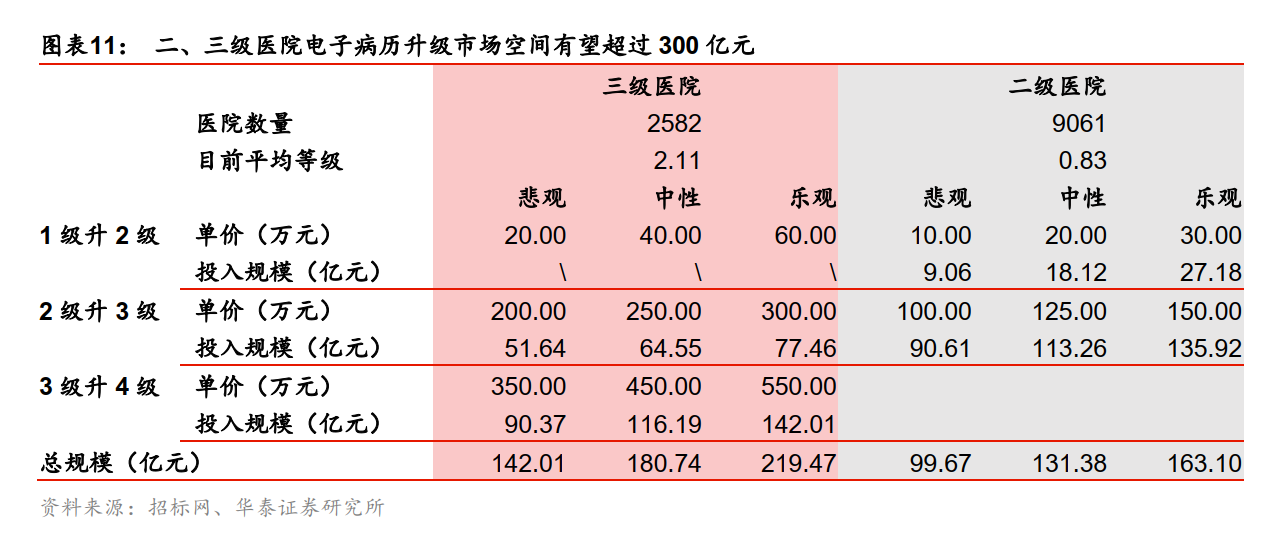 图表11： 二、三级医院电子病历升级市场空间有望超过 300 亿元
三级医院 二级医院
医院数量 2582 9061
目前平均等级 2.11 0.83
悲观 中性 乐观 悲观 中性 乐观
1 级升 2 级 单价（万元） 20.00 40.00 60.00 10.00 20.00 30.00
投入规模（亿元） \ \ \ 9.06 18.12 27.18
2 级升 3 级 单价（万元） 200.00 250.00 300.00 100.00 125.00 150.00
投入规模（亿元） 51.64 64.55 77.46 90.61 113.26 135.92
3 级升 4 级 单价（万元） 350.00 450.00 550.00
投入规模（亿元） 90.37 116.19 142.01
总规模（亿元） 142.01 180.74 219.47 99.67 131.38 163.10
资料来源：招标网、华泰证券研究所